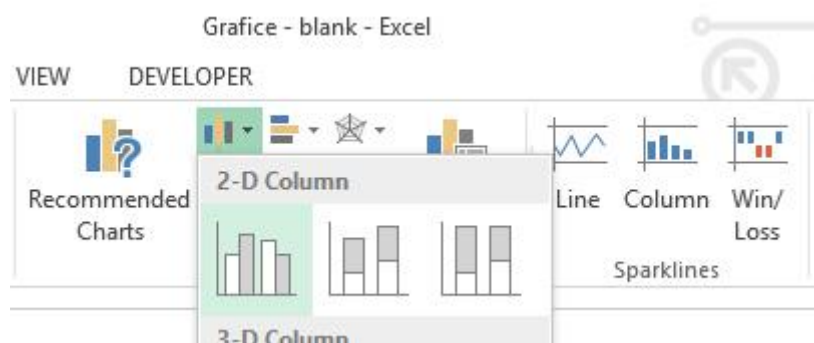 Grafice - blank - Excel
VIEW DEVELOPER
Recommended
Charts
2-D Column
3-D Column
Line Column Win/
Loss
Sparklines